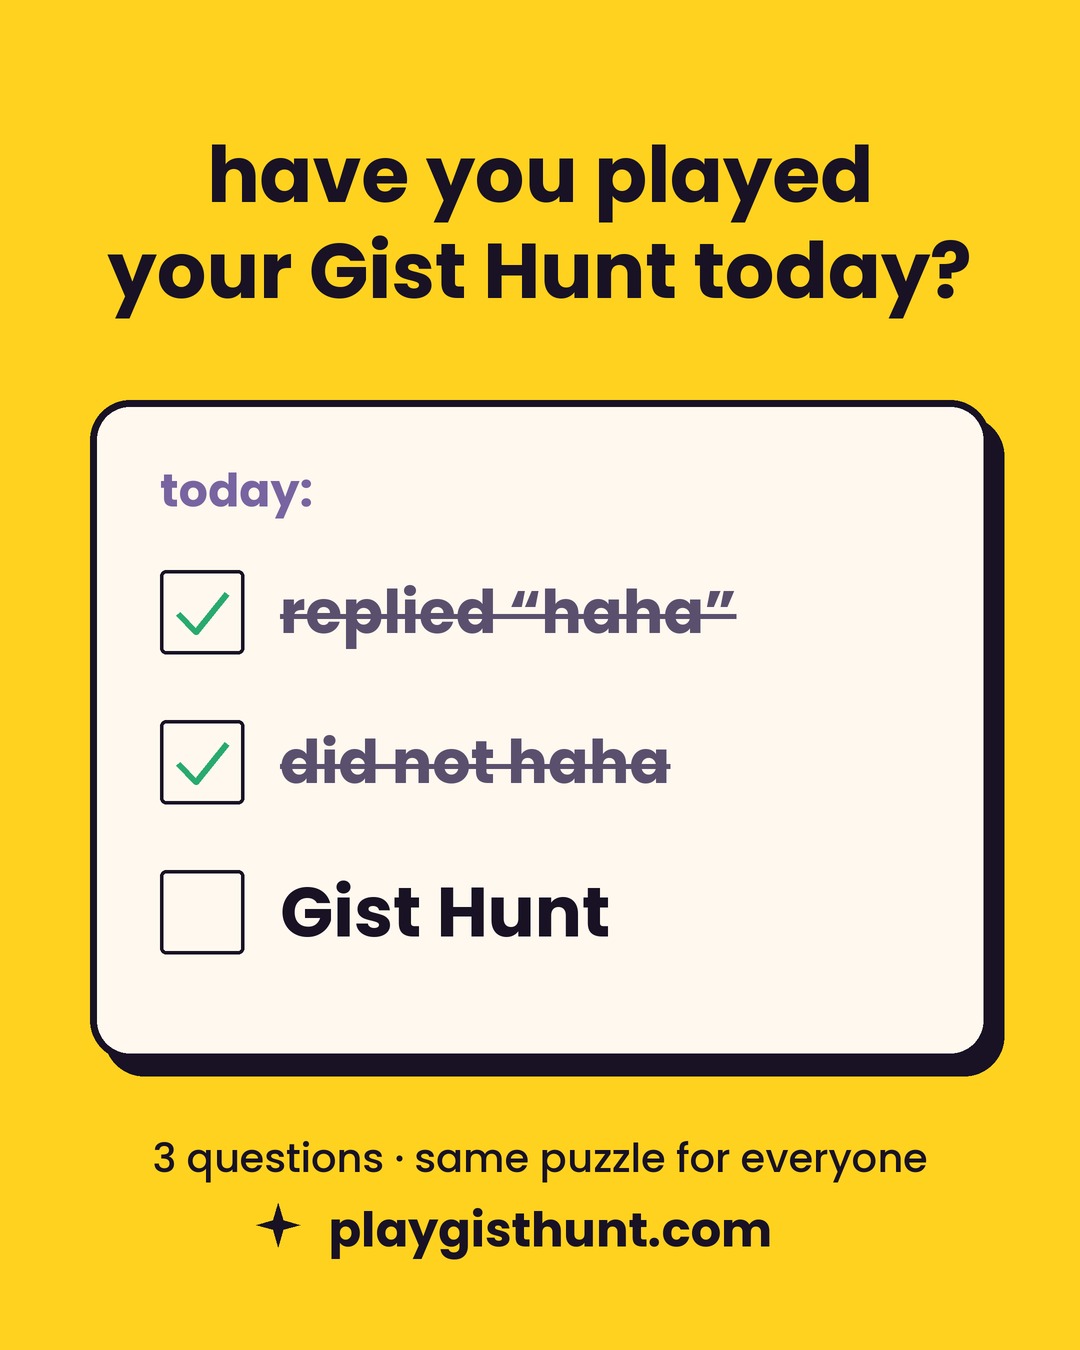 have you played
your Gist Hunt today?
today:
replied “haha”
did not haha
Gist Hunt
3 questions · same puzzle for everyone
playgisthunt.com